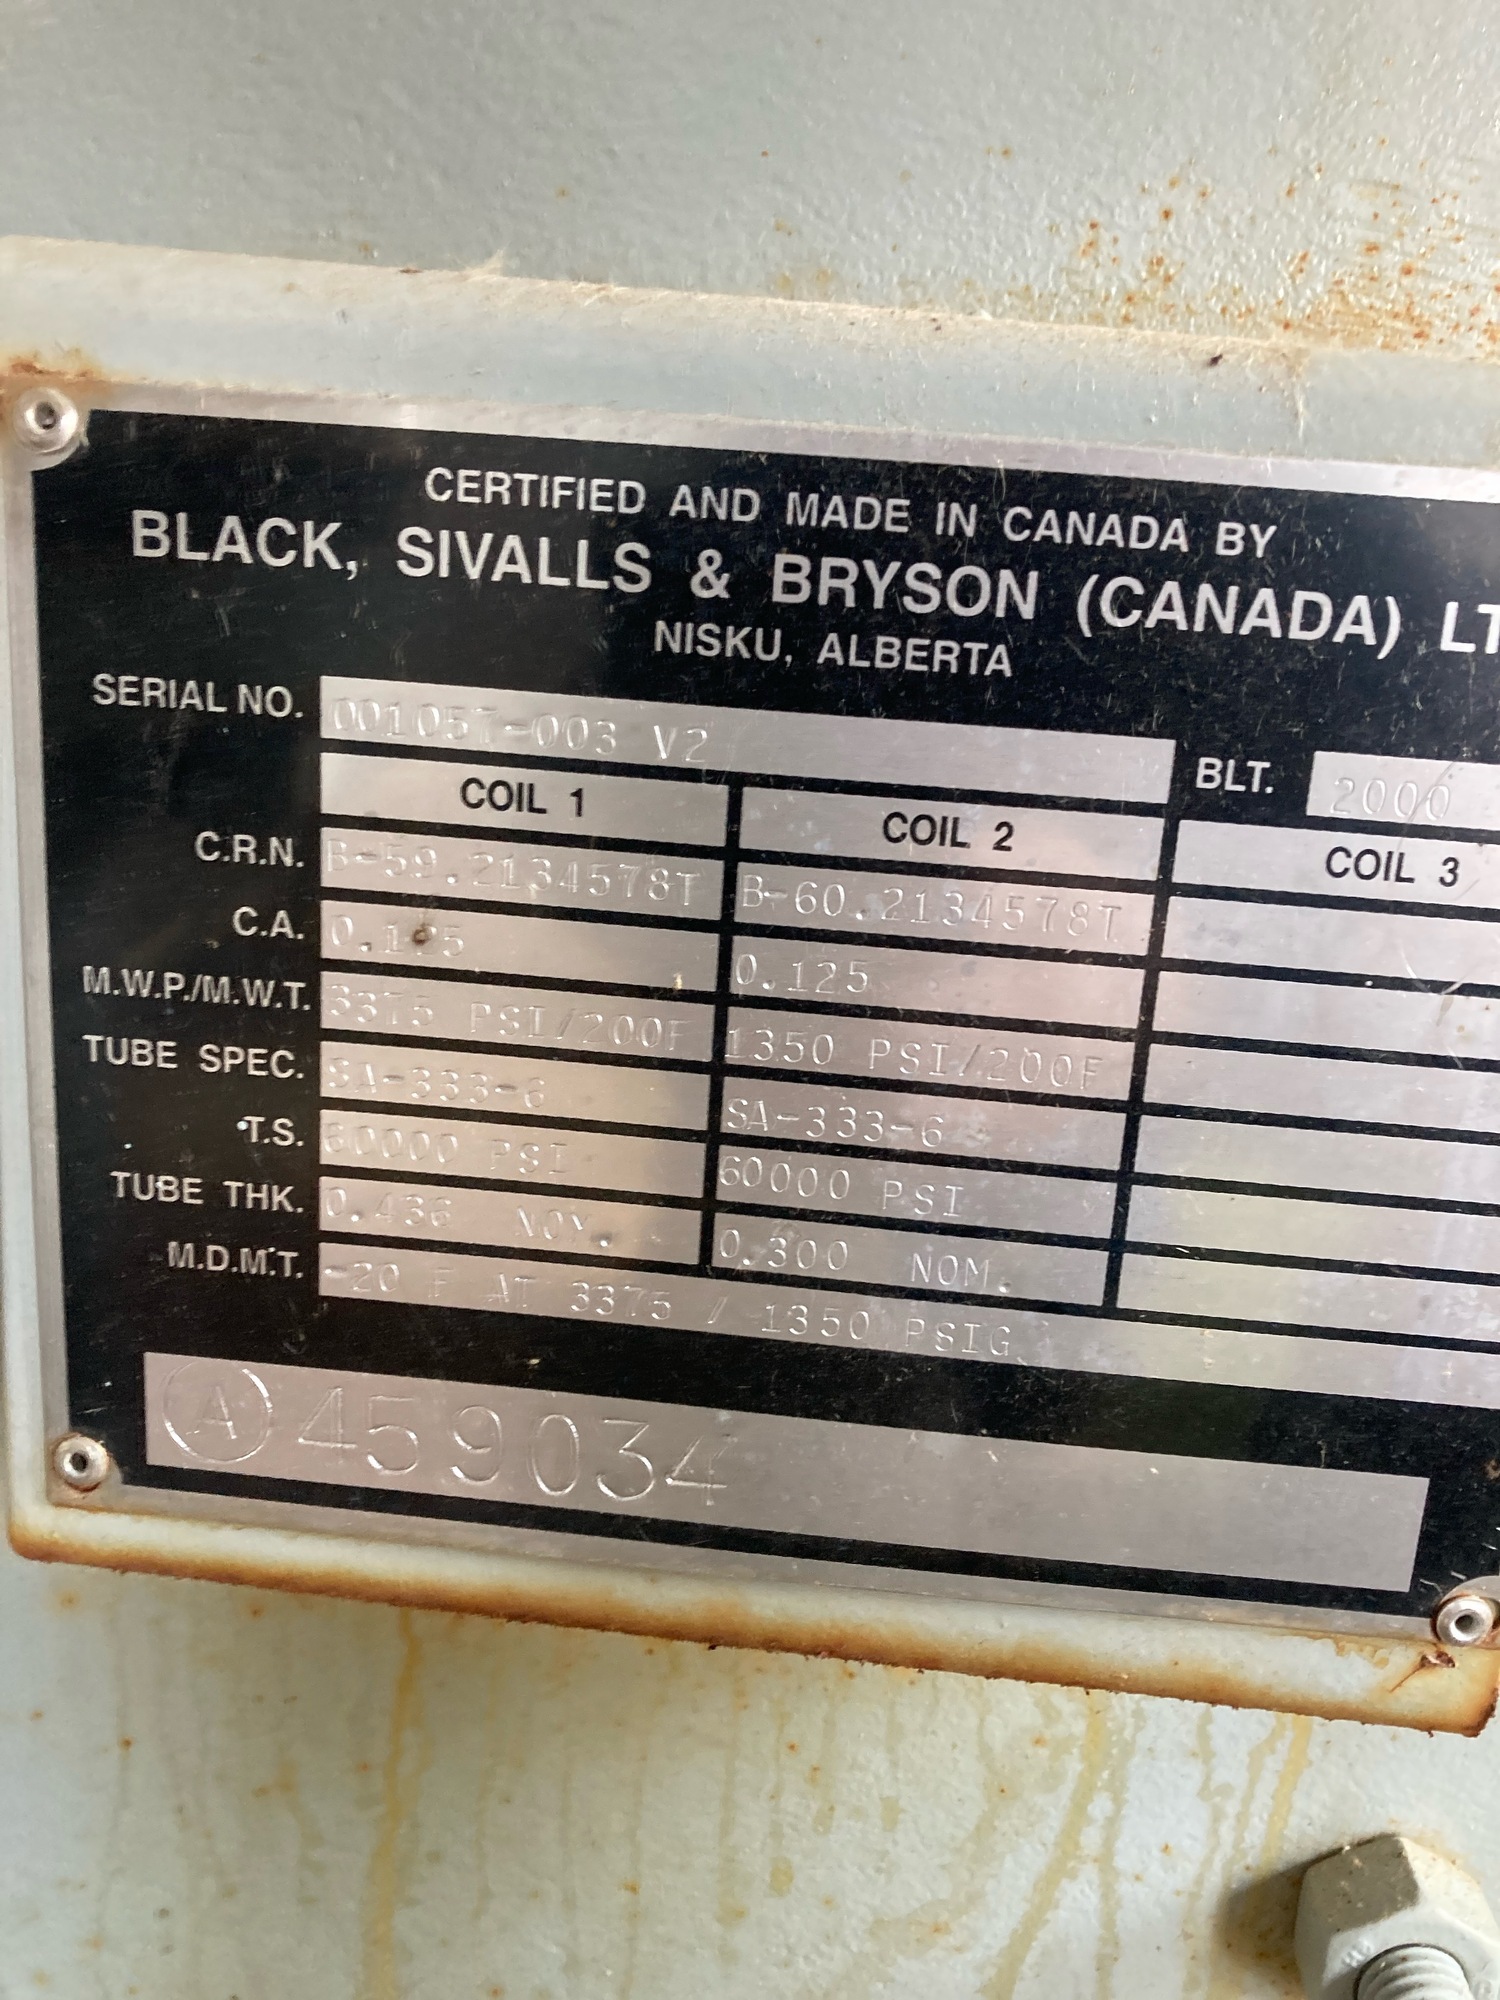 CERTIFIED AND MADE IN CANADA BY
BLACK, SIVALLS & BRYSON (CANADA) LT
NISKU, ALBERTA
SERIAL NO. 001057-003 V2 BLT. 2000
COIL 1 COIL 2 COIL 3
C.R.N. B-59.2134578T B-60.2134578T
C.A. 0.125 0.125
M.W.P./M.W.T. 3375 PSI/200F 1350 PSI/200F
TUBE SPEC. SA-333-6 SA-333-6
T.S. 60000 PSI 60000 PSI
TUBE THK. 0.436 NOM. 0.300 NOM.
M.D.M.T. -20 F AT 3375 / 1350 PSIG
A 459034